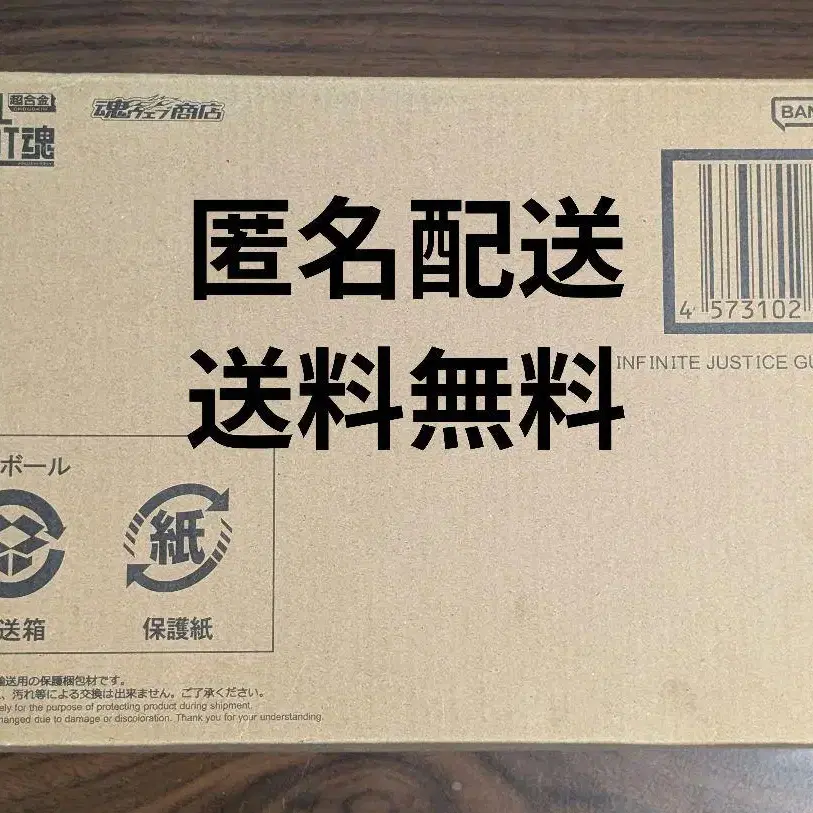 超合金
魂
魂ウェブ商店
BAN
匿名配送
4 573102
送料無料
INFINITE JUSTICE GU
ボール
紙
送箱
保護紙
輸送用の保護梱包材です。
、汚れ等による交換は出来ません。ご了承ください。
ely for the purpose of protecting product during shipment.
hanged due to damage or discoloration. Thank you for your understanding.